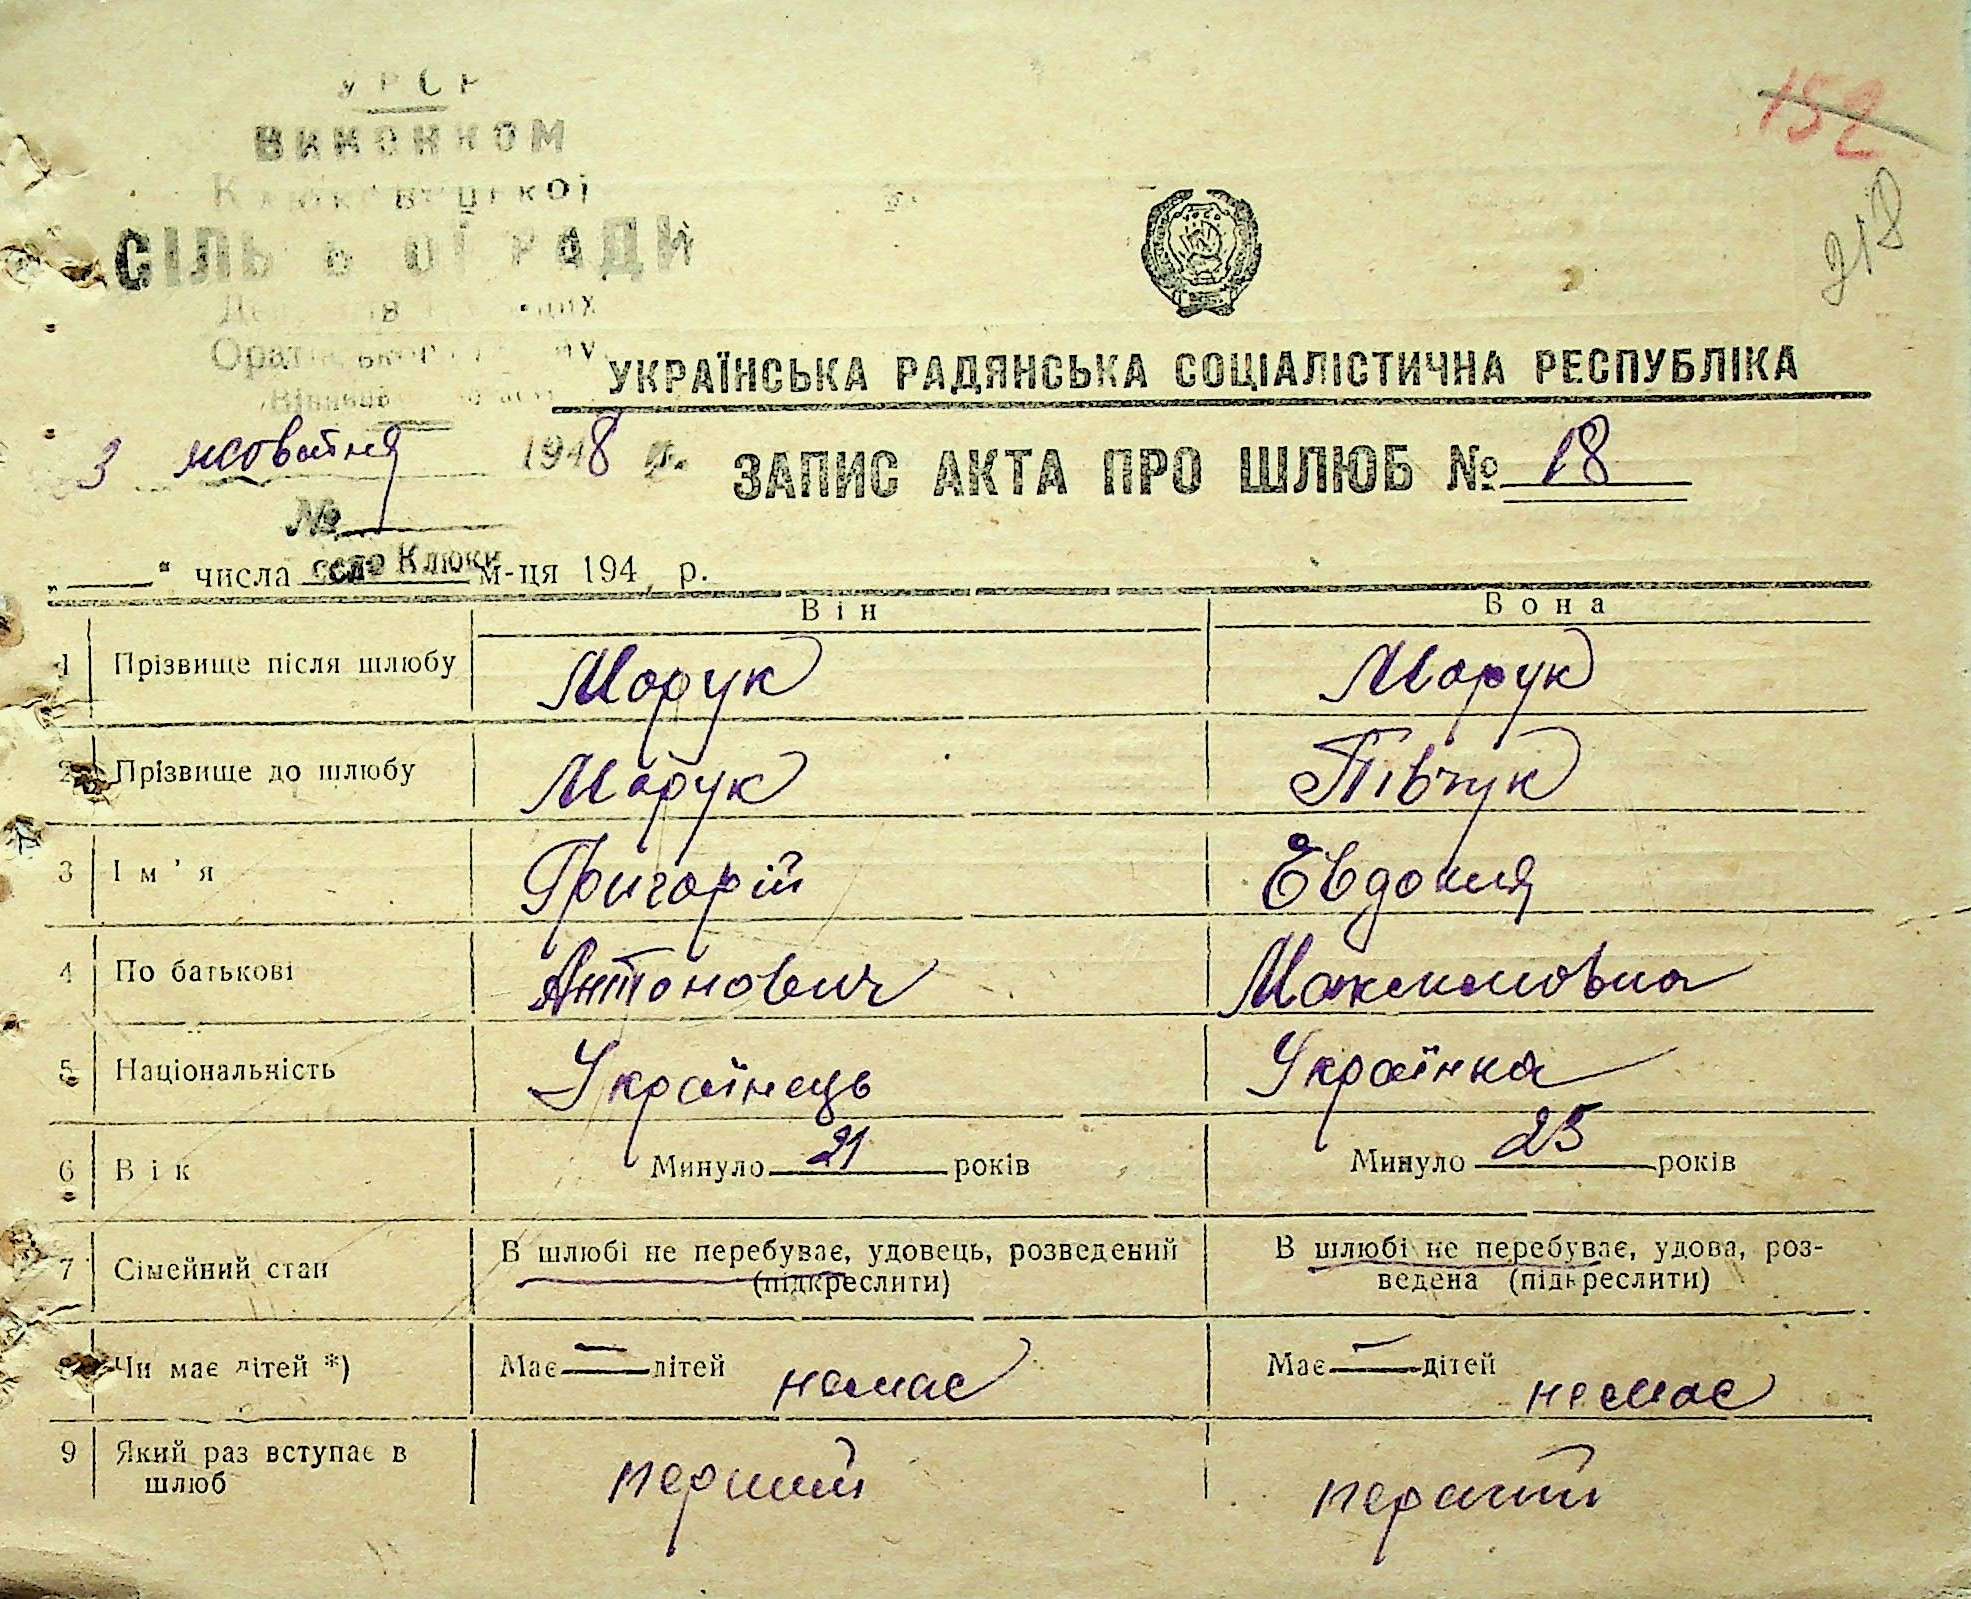 УРСР
ВИКОНКОМ
СІЛЬ
РАДИ
152
218
УКРАЇНСЬКА РАДЯНСЬКА СОЦІАЛІСТИЧНА РЕСПУБЛІКА
3 жовтня 1948 р.
ЗАПИС АКТА ПРО ШЛЮБ № 18
№
село Клюки
„ “ числа м-ця 194 р.
Він Вона
1 Прізвище після шлюбу Марук Марук
2 Прізвище до шлюбу Марук Півчук
3 Ім'я Григорій Евдокия
4 По батькові Антонович Максимовна
5 Національність Українець Українка
6 Вік Минуло 21 років Минуло 25 років
7 Сімейний стан В шлюбі не перебуває, удовець, розведений (підкреслити) В шлюбі не перебуває, удова, розведена (підкреслити)
8 Чи має дітей *) Має — дітей немає Має — дітей немає
9 Який раз вступає в шлюб перший перший